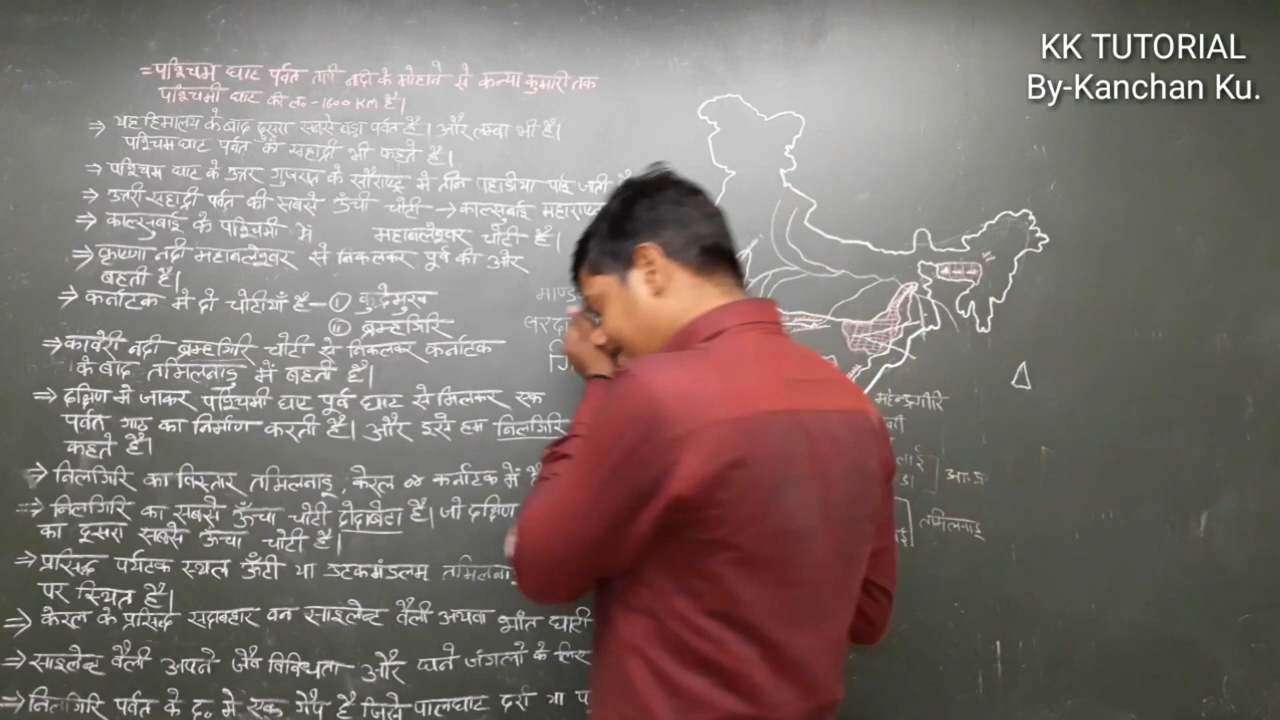 KK TUTORIAL
By-Kanchan Ku.
= पश्चिम घाट पर्वत तापी नदी के मोहाने से कन्या कुमारी तक
पश्चिमी घाट की ल० - 1600 KM है।
⇒ यह हिमालय के बाद दूसरा सबसे बड़ा पर्वत है। और लम्बा भी है।
पश्चिम घाट पर्वत को सहाद्री भी कहते है।
⇒ पश्चिम घाट के उत्तर गुजरात के सौराष्ट्र में तीन पहाड़ीया पाई जाती
⇒ उत्तरी सहाद्री पर्वत की सबसे ऊँची चोटी → काल्सुबाई महाराष्ट्र
⇒ काल्सुबाई के पश्चिमी में महाबलेश्वर चोटी है।
⇒ कृष्णा नदी महाबलेश्वर से निकलकर पूर्व की ओर
बहती है।
⇒ कर्नाटक में दो चोटीयाँ है - (i) कुद्रेमुख
(ii) ब्रम्हगिरि
⇒ कावेरी नदी ब्रम्हगिरि चोटी से निकलकर कर्नाटक
के बाद तमिलनाडु में बहती है।
⇒ दक्षिण में जाकर पश्चिमी घाट पूर्व घाट से मिलकर एक
पर्वत गाठ का निर्माण करती है। और इसे हम निलगिरि
कहते है।
⇒ निलगिरि का विस्तार तमिलनाडू, केरल ०२ कर्नाटक में
⇒ निलगिरि का सबसे ऊँचा चोटी दोदाबेटा है। जो दक्षिण
का दूसरा सबसे ऊँचा चोटी है।
⇒ प्रसिद्ध पर्यटक स्थल ऊँटी या उटकमंडलम्
पर स्थित है।
⇒ केरल के प्रसिद्ध सदाबहार वन साइलेन्ट वैली अथवा शाँत घाटी
⇒ साइलेन्ट वैली अपने जैव विविधता और घने जंगलो के लिए
⇒ निलगिरि पर्वत के द० मे एक गैप है जिसे पालघाट दर्रा या
महेन्द्रगिरि
आ.प्र.
तमिलनाडु